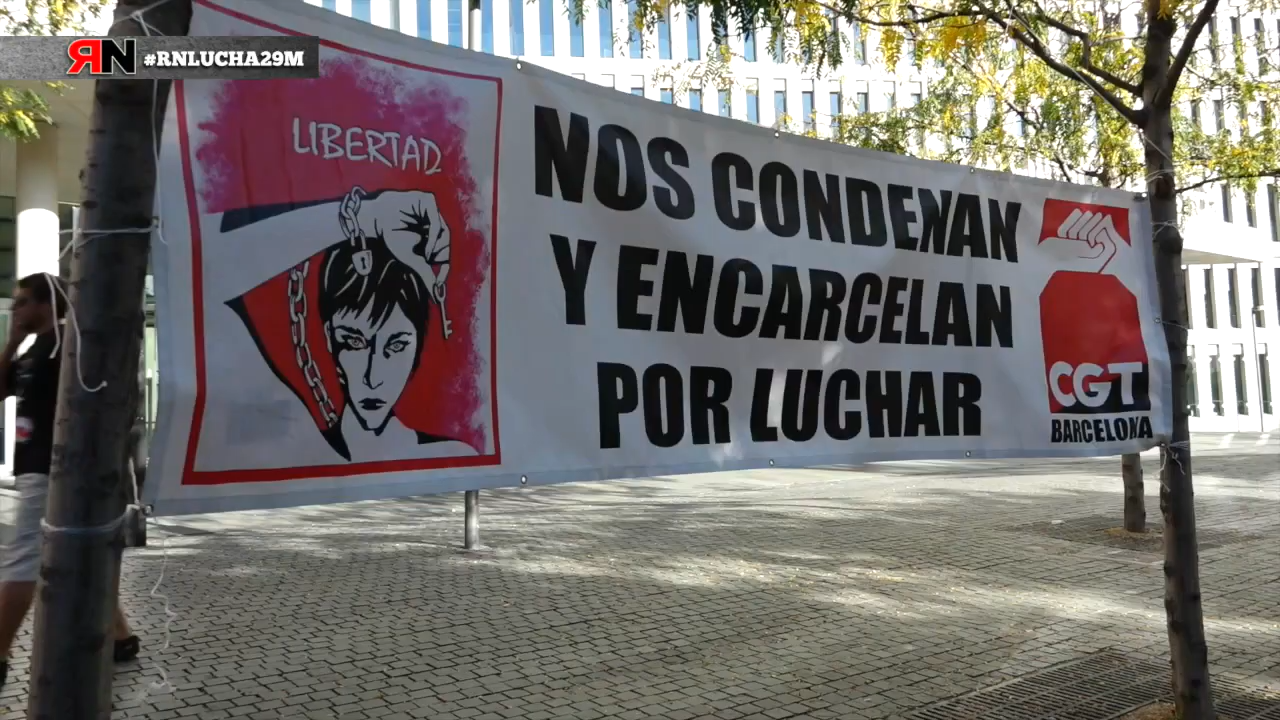 RN #RNLUCHA29M
LIBERTAD
NOS CONDENAN
Y ENCARCELAN
POR LUCHAR
CGT
BARCELONA